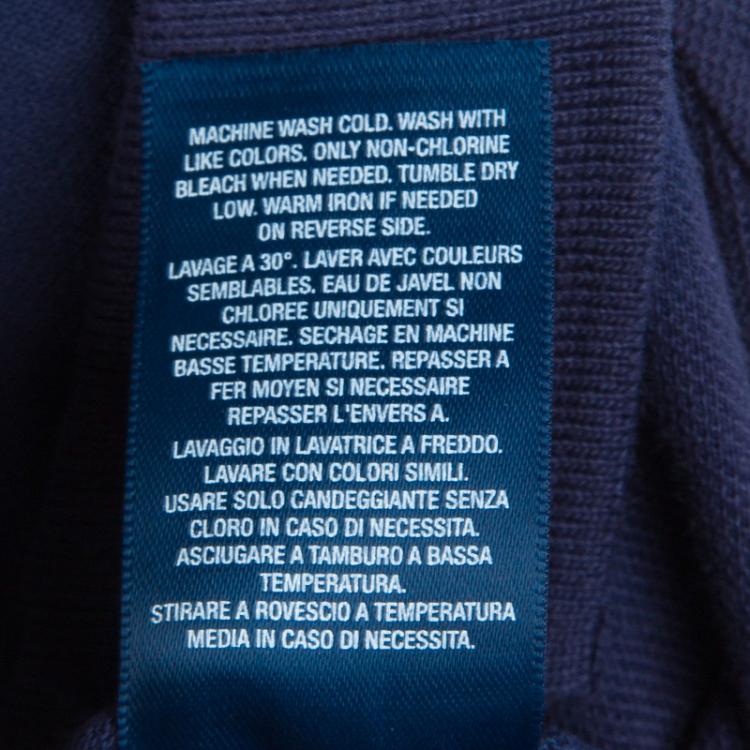 MACHINE WASH COLD. WASH WITH
LIKE COLORS. ONLY NON-CHLORINE
BLEACH WHEN NEEDED. TUMBLE DRY
LOW. WARM IRON IF NEEDED
ON REVERSE SIDE.
LAVAGE A 30°. LAVER AVEC COULEURS
SEMBLABLES. EAU DE JAVEL NON
CHLOREE UNIQUEMENT SI
NECESSAIRE. SECHAGE EN MACHINE
BASSE TEMPERATURE. REPASSER A
FER MOYEN SI NECESSAIRE
REPASSER L'ENVERS A.
LAVAGGIO IN LAVATRICE A FREDDO.
LAVARE CON COLORI SIMILI.
USARE SOLO CANDEGGIANTE SENZA
CLORO IN CASO DI NECESSITA.
ASCIUGARE A TAMBURO A BASSA
TEMPERATURA.
STIRARE A ROVESCIO A TEMPERATURA
MEDIA IN CASO DI NECESSITA.